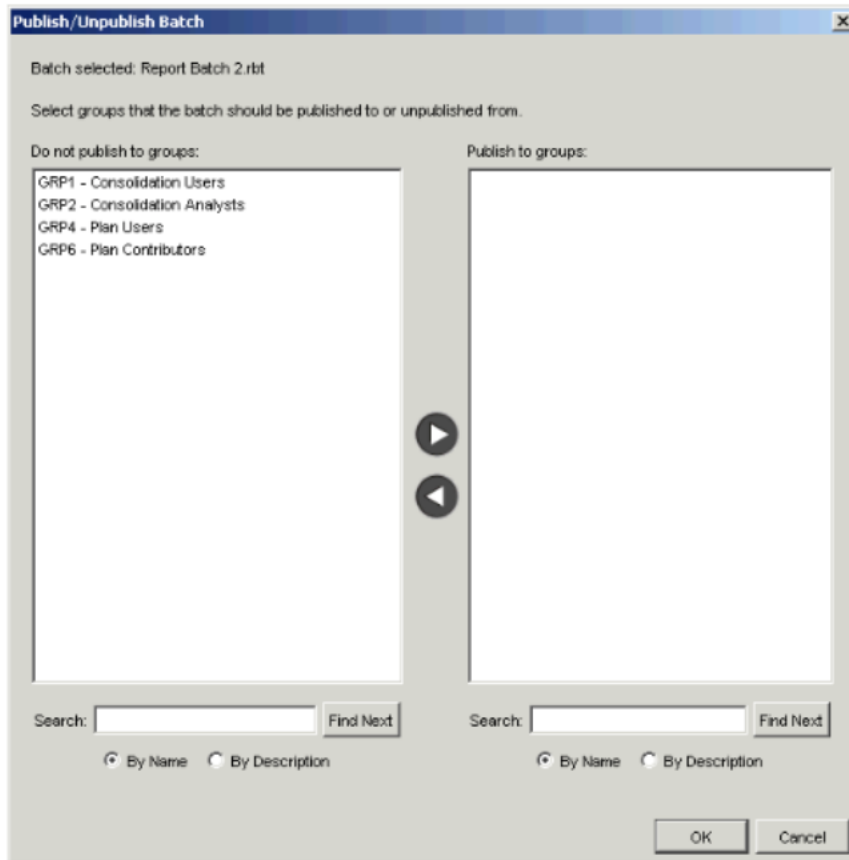 Publish/Unpublish Batch
Batch selected: Report Batch 2.rbt
Select groups that the batch should be published to or unpublished from.
Do not publish to groups:
Publish to groups:
GRP1 - Consolidation Users
GRP2 - Consolidation Analysts
GRP4 - Plan Users
GRP6 - Plan Contributors
Search:
Find Next
Search:
Find Next
By Name
By Description
By Name
By Description
OK
Cancel